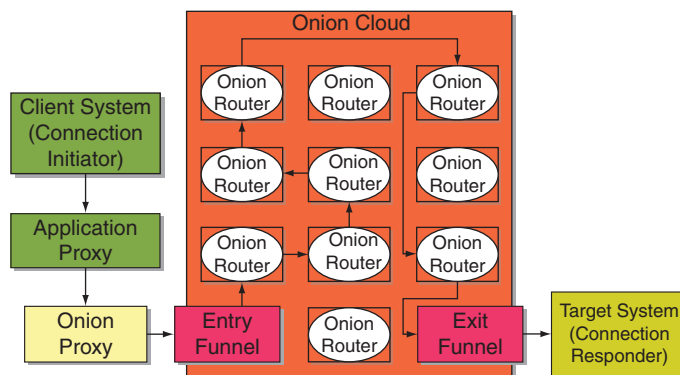 Onion Cloud
Client System
(Connection
Initiator)
Application
Proxy
Onion
Proxy
Entry
Funnel
Onion
Router
Onion
Router
Onion
Router
Onion
Router
Onion
Router
Onion
Router
Onion
Router
Onion
Router
Onion
Router
Onion
Router
Exit
Funnel
Target System
(Connection
Responder)